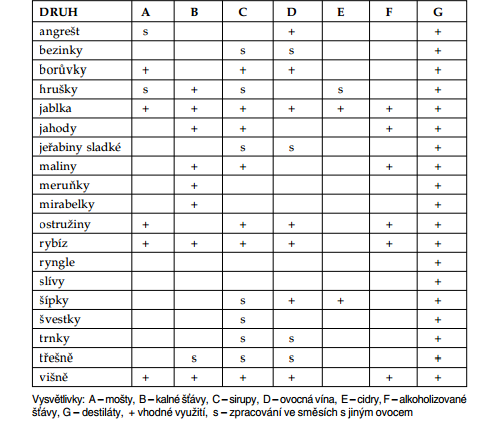 DRUH A B C D E F G
angrešt s + +
bezinky s s +
borůvky + + + +
hrušky s + s s +
jablka + + + + + + +
jahody + + + +
jeřabiny sladké s s +
maliny + + + +
meruňky + +
mirabelky + +
ostružiny + + + + +
rybíz + + + + + +
ryngle +
slívy +
šípky s + + +
švestky s +
trnky s s +
třešně s s s +
višně + + + + + +
Vysvětlivky: A – mošty, B – kalné šťávy, C – sirupy, D – ovocná vína, E – cidry, F – alkoholizované
šťávy, G – destiláty, + vhodné využití, s – zpracování ve směsích s jiným ovocem